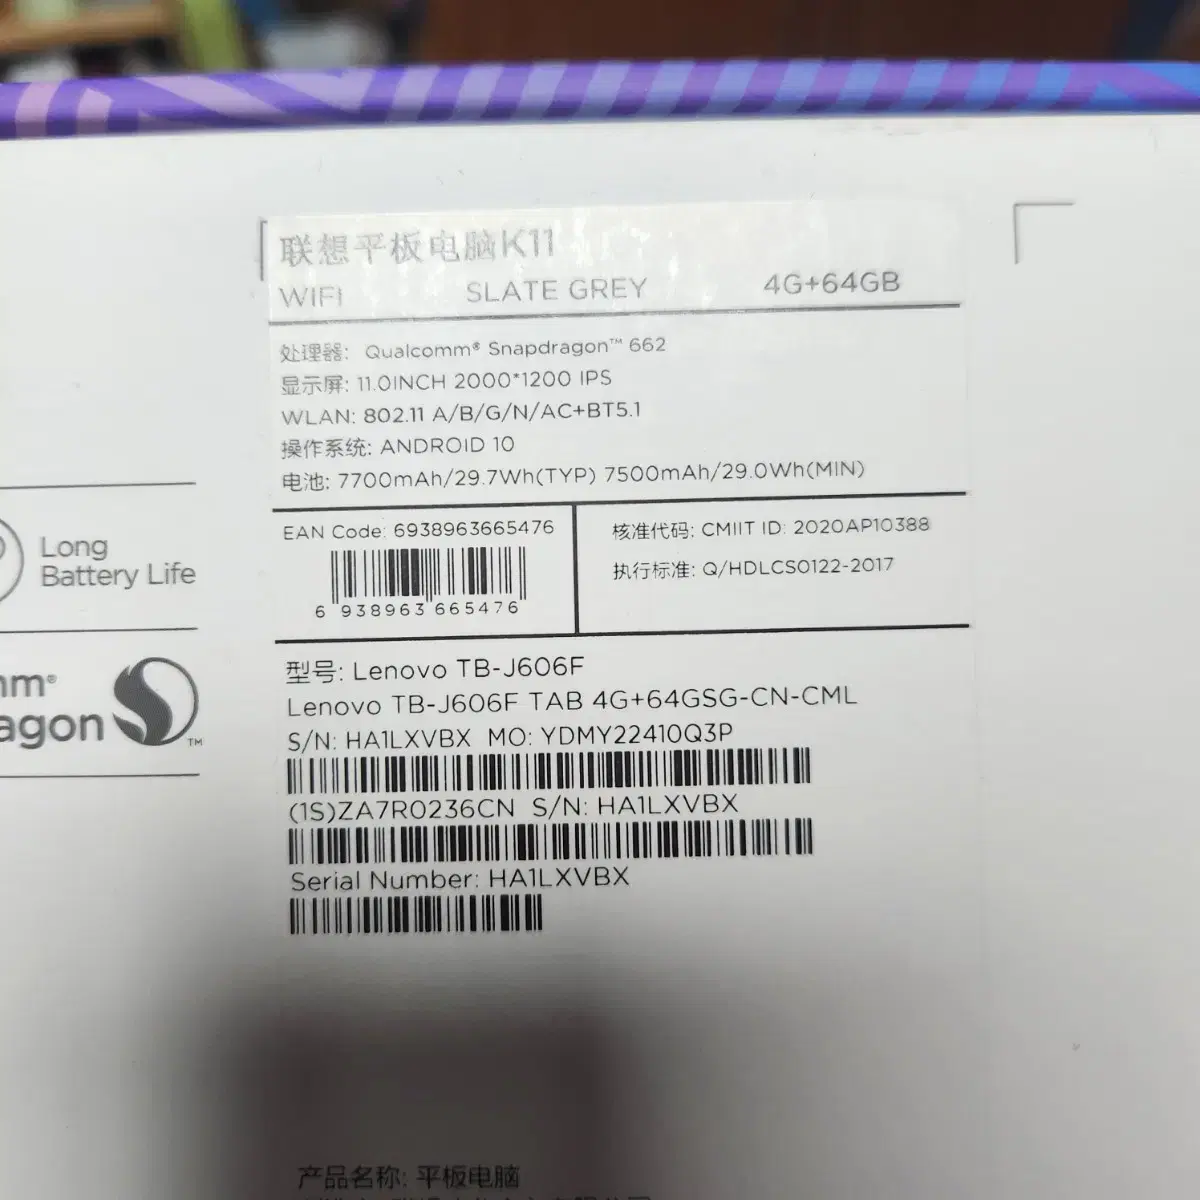 联想平板电脑K11
WIFI SLATE GREY 4G+64GB
处理器: Qualcomm® Snapdragon™ 662
显示屏: 11.0INCH 2000*1200 IPS
WLAN: 802.11 A/B/G/N/AC+BT5.1
操作系统: ANDROID 10
电池: 7700mAh/29.7Wh(TYP) 7500mAh/29.0Wh(MIN)
EAN Code: 6938963665476
6 938963 665476
核准代码: CMIIT ID: 2020AP10388
执行标准: Q/HDLCS0122-2017
Long
Battery Life
型号: Lenovo TB-J606F
Lenovo TB-J606F TAB 4G+64GSG-CN-CML
S/N: HA1LXVBX MO: YDMY22410Q3P
(1S)ZA7R0236CN S/N: HA1LXVBX
Serial Number: HA1LXVBX
产品名称: 平板电脑